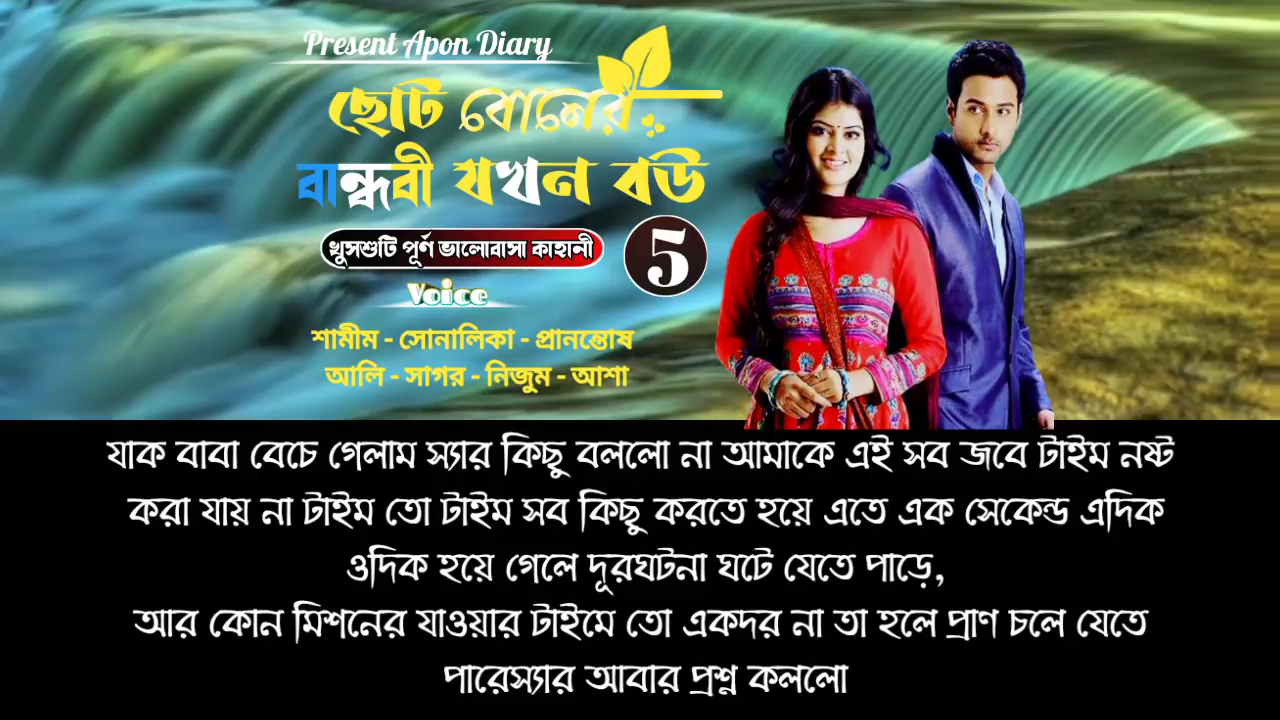 Present Apon Diary
ছোট বোনের
বান্ধবী যখন বউ
খুসশুটি পূর্ণ ভালোবাসা কাহানী
5
Voice
শামীম - সোনালিকা - প্রানন্তোষ
আলি - সাগর - নিজুম - আশা
যাক বাবা বেচে গেলাম স্যার কিছু বললো না আমাকে এই সব জবে টাইম নষ্ট
করা যায় না টাইম তো টাইম সব কিছু করতে হয়ে এতে এক সেকেন্ড এদিক
ওদিক হয়ে গেলে দূরঘটনা ঘটে যেতে পাড়ে,
আর কোন মিশনের যাওয়ার টাইমে তো একদর না তা হলে প্রাণ চলে যেতে
পারেস্যার আবার প্রশ্ন কললো